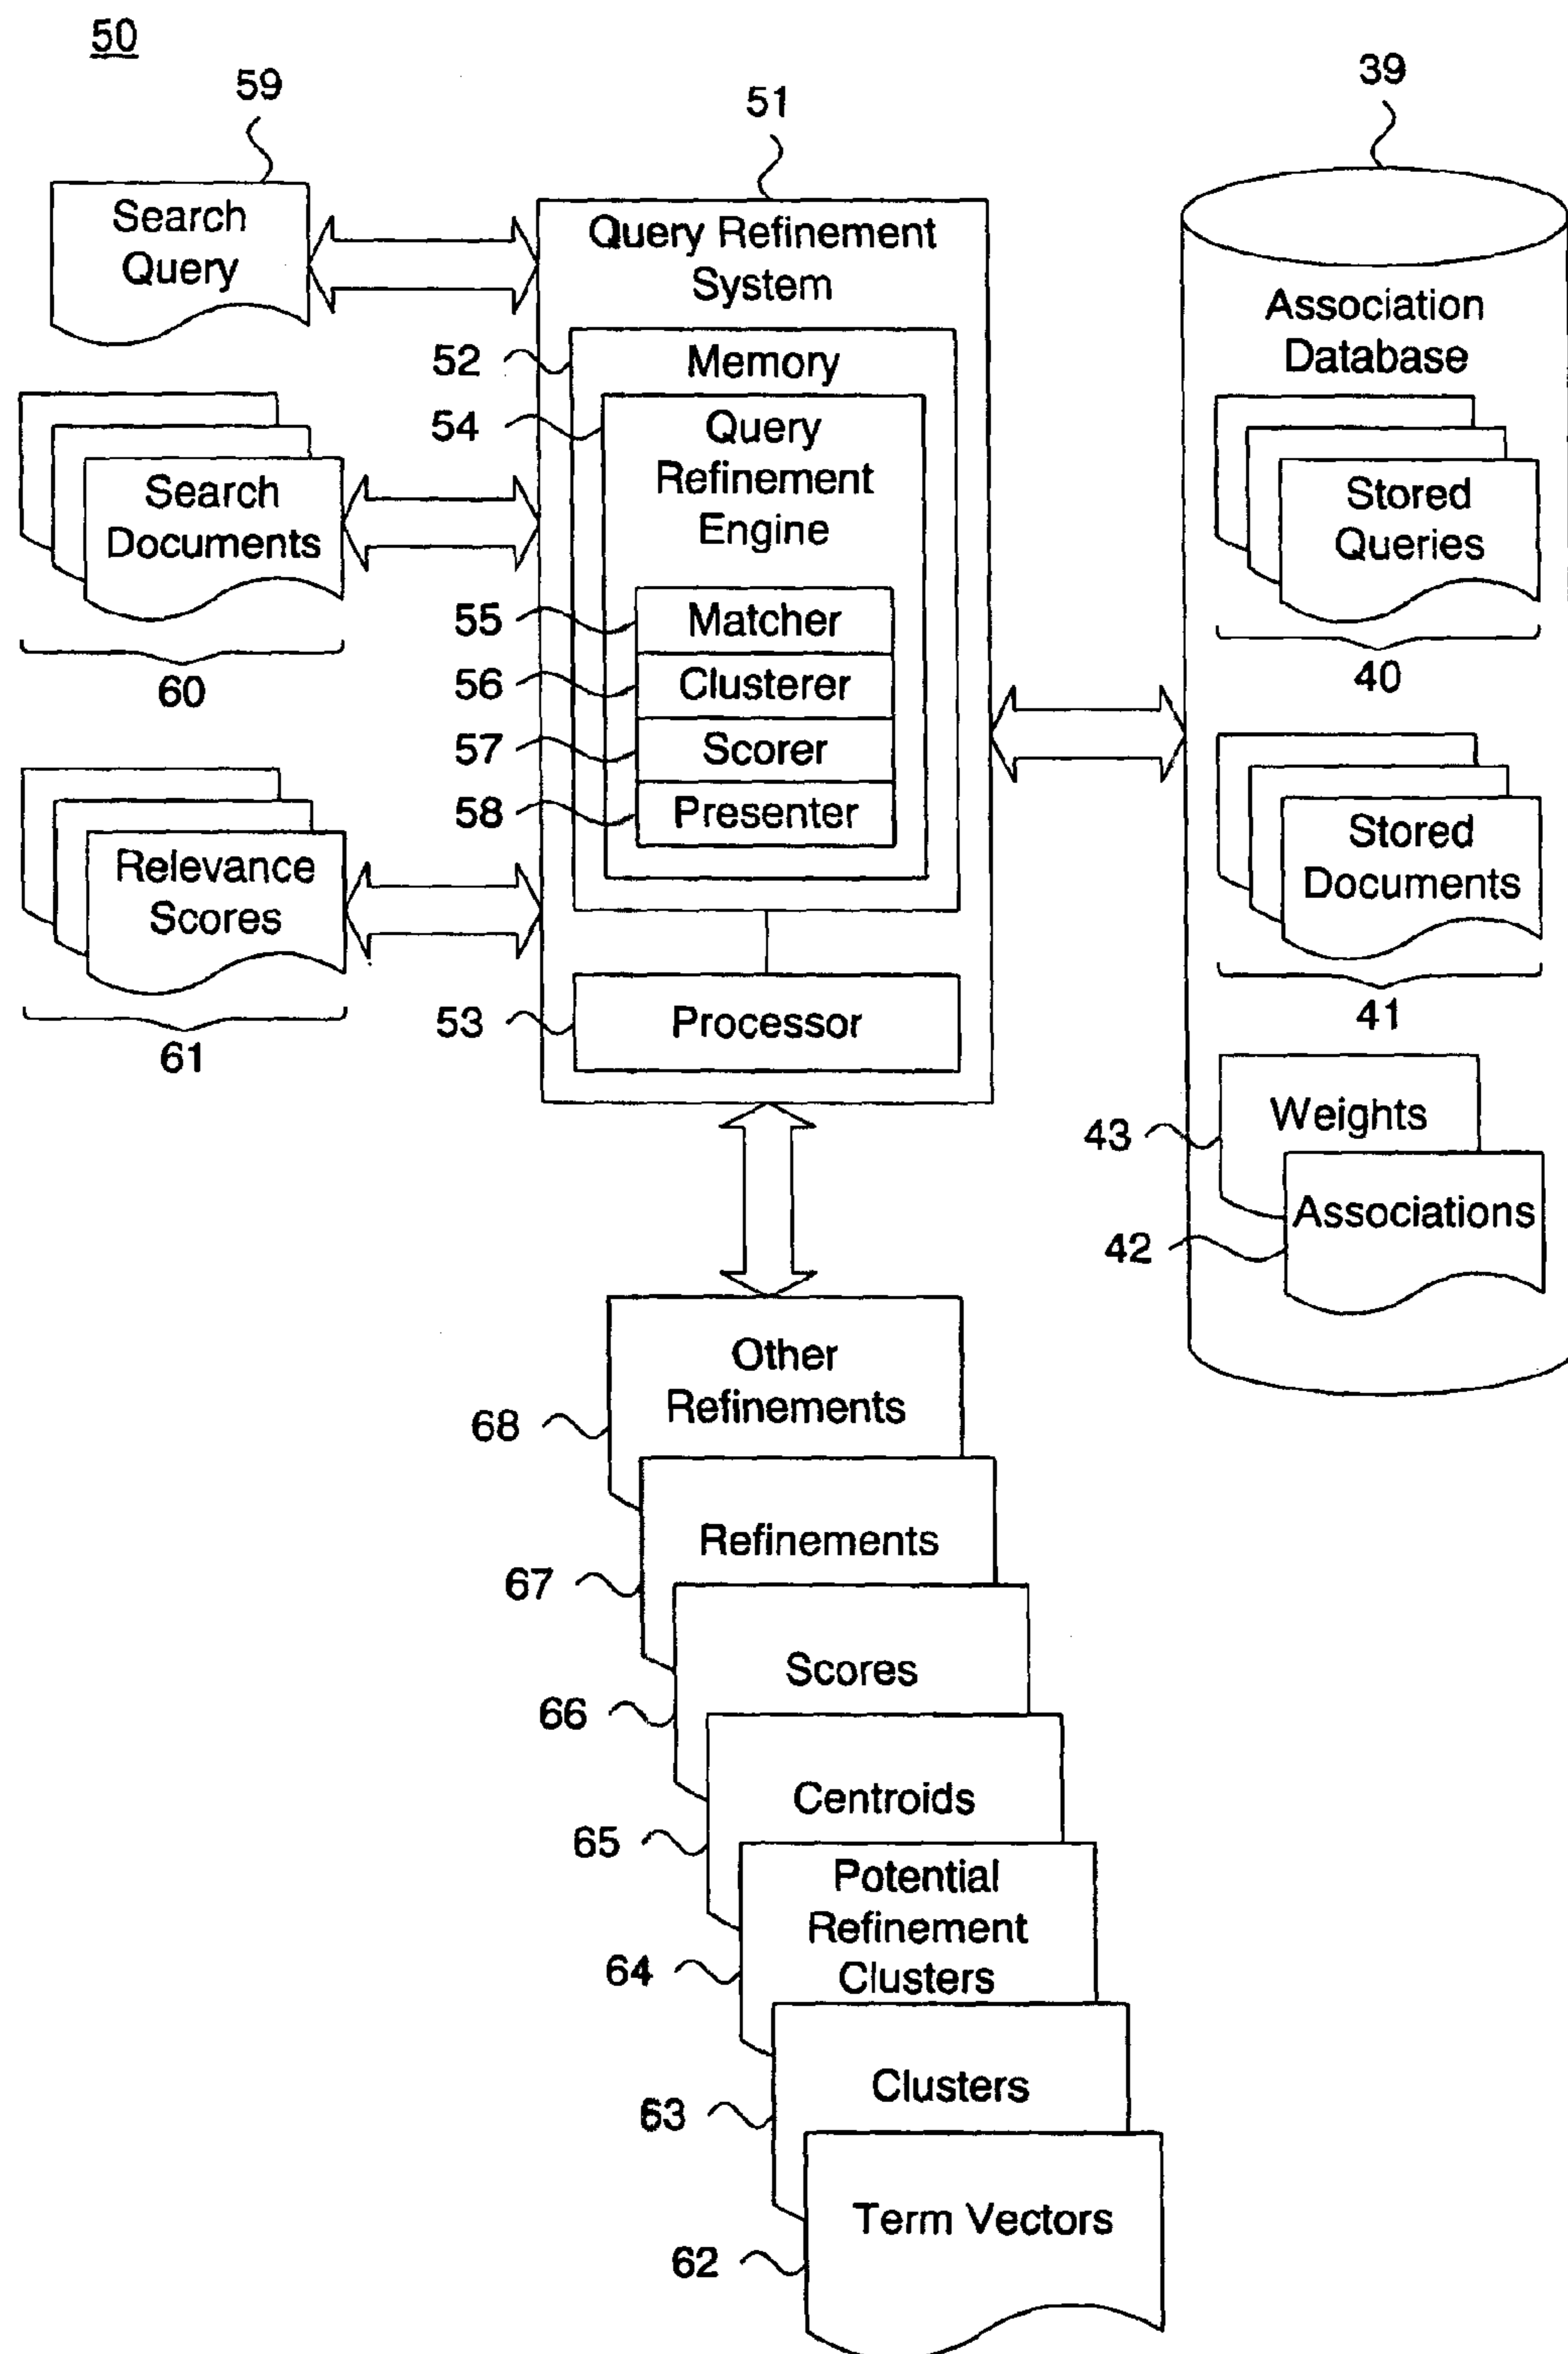 50
59
51
39
Search
Query
Query Refinement
System
Association
Database
52
Memory
54
Query
Refinement
Engine
Search
Documents
60
55
Matcher
56
Clusterer
57
Scorer
58
Presenter
Relevance
Scores
61
53
Processor
Stored
Queries
40
Stored
Documents
41
43
Weights
42
Associations
Other
Refinements
68
Refinements
67
Scores
66
Centroids
65
Potential
Refinement
Clusters
64
Clusters
63
Term Vectors
62